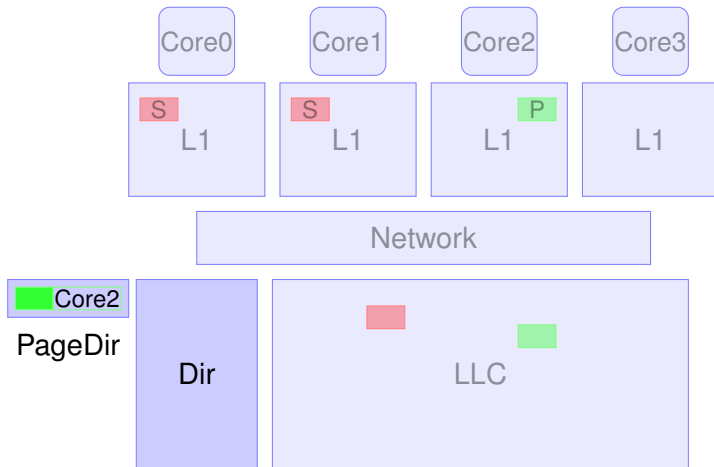 Core0 Core1 Core2 Core3
S S P
L1 L1 L1 L1
Network
Core2
PageDir
Dir LLC